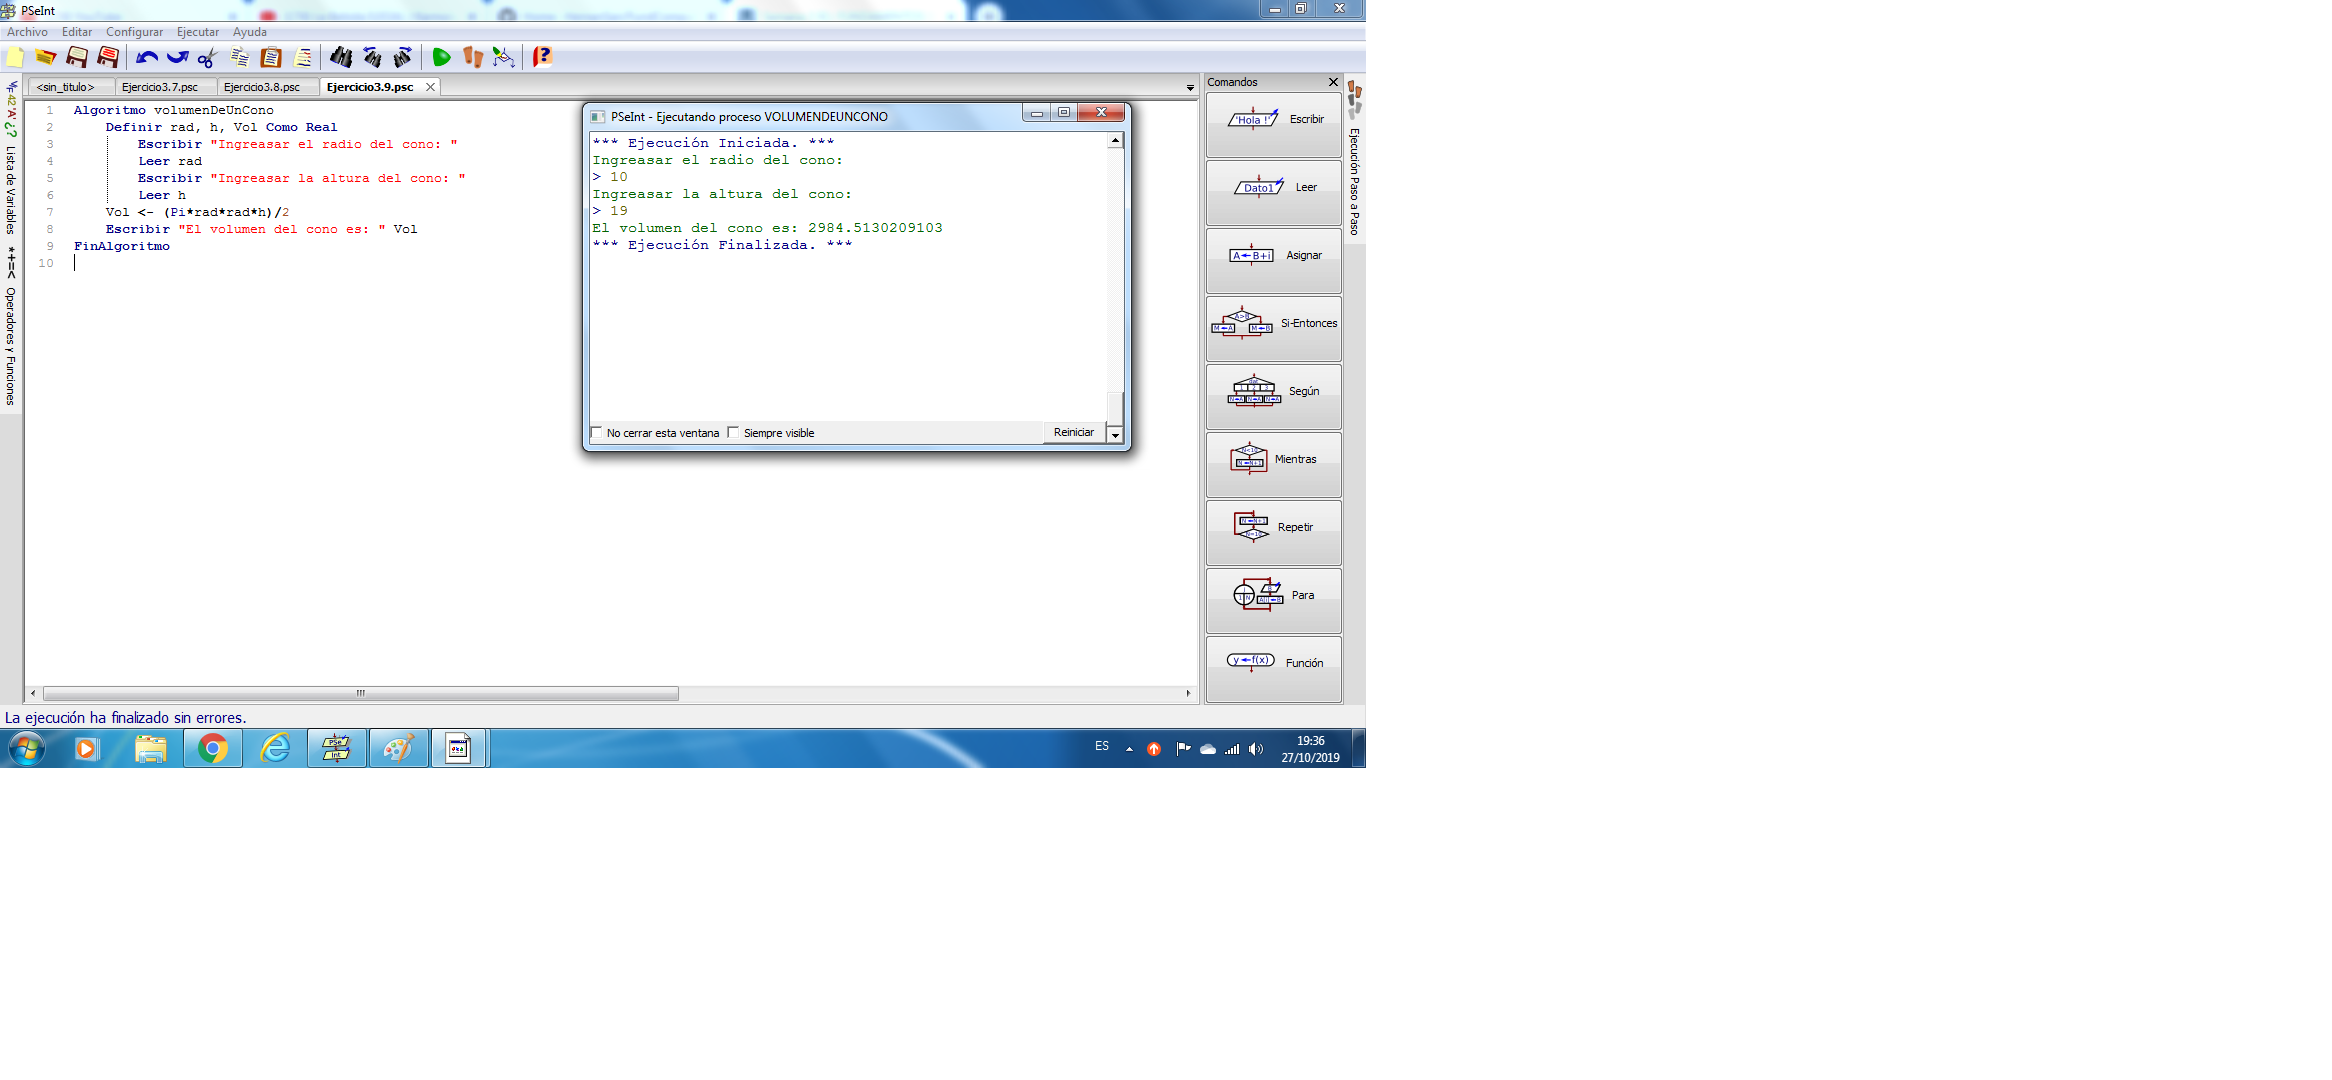 PSeInt
Archivo Editar Configurar Ejecutar Ayuda
<sin_titulo> Ejercicio3.7.psc Ejercicio3.8.psc Ejercicio3.9.psc
1 Algoritmo volumenDeUnCono
2 Definir rad, h, Vol Como Real
3 Escribir "Ingreasar el radio del cono: "
4 Leer rad
5 Escribir "Ingreasar la altura del cono: "
6 Leer h
7 Vol <- (Pi*rad*rad*h)/2
8 Escribir "El volumen del cono es: " Vol
9 FinAlgoritmo
10
Lista de Variables
*+=< Operadores y Funciones
PSeInt - Ejecutando proceso VOLUMENDEUNCONO
*** Ejecución Iniciada. ***
Ingreasar el radio del cono:
> 10
Ingreasar la altura del cono:
> 19
El volumen del cono es: 2984.5130209103
*** Ejecución Finalizada. ***
No cerrar esta ventana Siempre visible Reiniciar
Comandos
'Hola !' Escribir
Dato1 Leer
A B+i Asignar
A>B Si-Entonces
Según
Mientras
Repetir
Para
y f(x) Función
Ejecución Paso a Paso
La ejecución ha finalizado sin errores.
PSe
Int
ES
19:36
27/10/2019